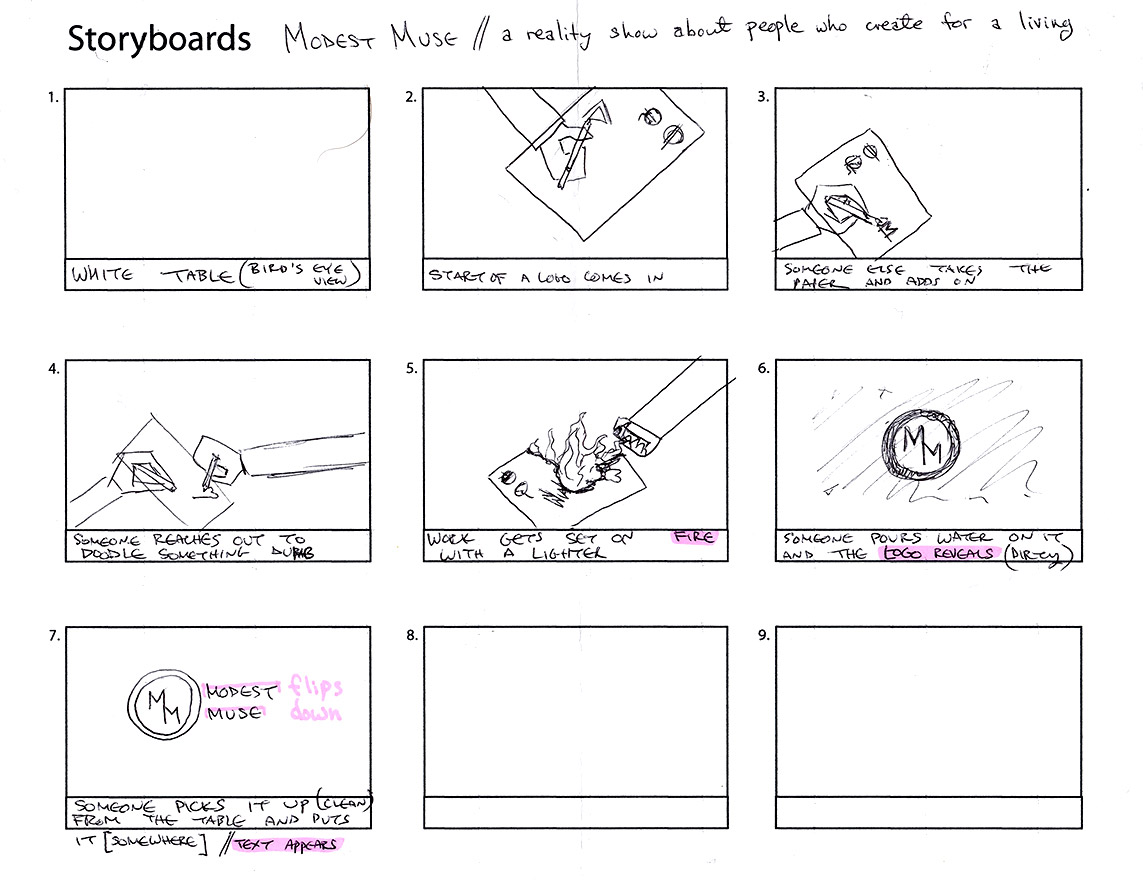 Storyboards MODEST MUSE // a reality show about people who create for a living
1.
WHITE TABLE (BIRD'S EYE
VIEW)
2.
START OF A LOGO COMES IN
3.
M
SOMEONE ELSE TAKES THE
PAPER AND ADDS ON
4.
SOMEONE REACHES OUT TO
DOODLE SOMETHING DUMB
5.
WORK GETS SET ON FIRE
WITH A LIGHTER
6.
MM
SOMEONE POURS WATER ON IT
AND THE LOGO REVEALS (DIRTY)
7.
MM
MODEST flips
MUSE down
SOMEONE PICKS IT UP (CLEAN)
FROM THE TABLE AND PUTS
IT [SOMEWHERE] // TEXT APPEARS
8.
9.